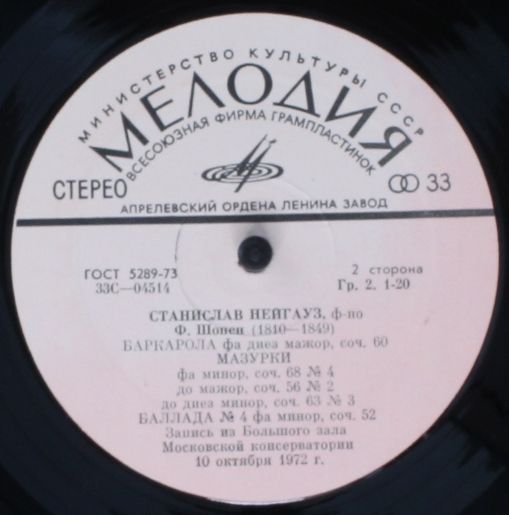 МИНИСТЕРСТВО КУЛЬТУРЫ СССР
МЕЛОДИЯ
ВСЕСОЮЗНАЯ ФИРМА ГРАМПЛАСТИНОК
СТЕРЕО
33
АПРЕЛЕВСКИЙ ОРДЕНА ЛЕНИНА ЗАВОД
ГОСТ 5289-73
2 сторона
33С—04514
Гр. 2. 1-20
СТАНИСЛАВ НЕЙГАУЗ, ф-но
Ф. Шопен (1810—1849)
БАРКАРОЛА фа диез мажор, соч. 60
МАЗУРКИ
фа минор, соч. 68 № 4
до мажор, соч. 56 № 2
до диез минор, соч. 63 № 3
БАЛЛАДА № 4 фа минор, соч. 52
Запись из Большого зала
Московской консерватории
10 октября 1972 г.